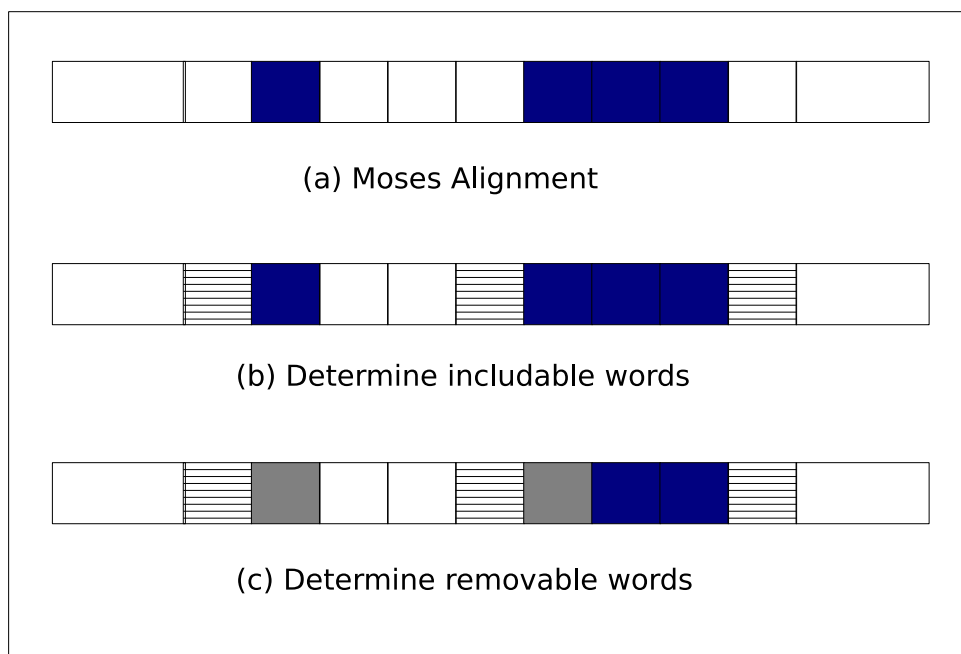 (a) Moses Alignment
(b) Determine includable words
(c) Determine removable words